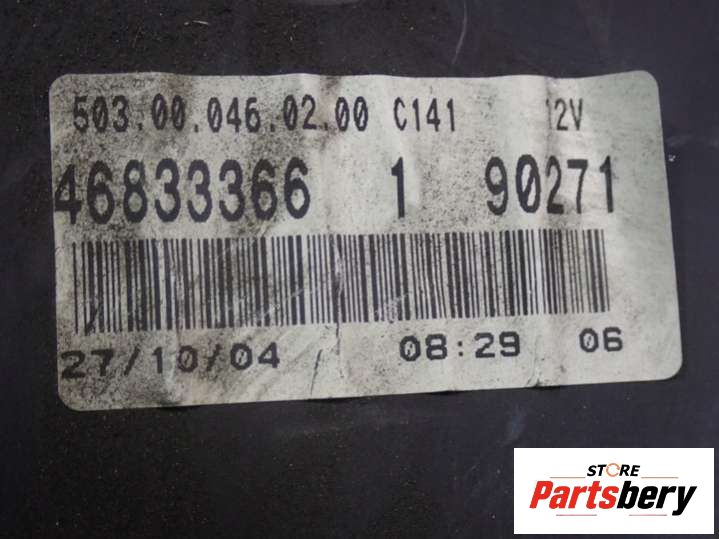 503.00.046.02.00 C141 12V
46833366 1 90271
27/10/04 08:29 06
STORE
Partsbery